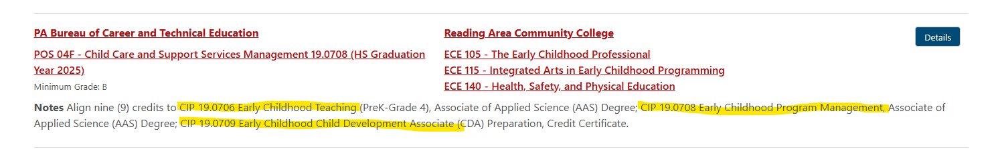 PA Bureau of Career and Technical Education
POS 04F - Child Care and Support Services Management 19.0708 (HS Graduation
Year 2025)
Minimum Grade: B
Reading Area Community College
ECE 105 - The Early Childhood Professional
ECE 115 - Integrated Arts in Early Childhood Programming
ECE 140 - Health, Safety, and Physical Education
Details
Notes Align nine (9) credits to CIP 19.0706 Early Childhood Teaching (PreK-Grade 4), Associate of Applied Science (AAS) Degree; CIP 19.0708 Early Childhood Program Management, Associate of
Applied Science (AAS) Degree; CIP 19.0709 Early Childhood Child Development Associate (CDA) Preparation, Credit Certificate.